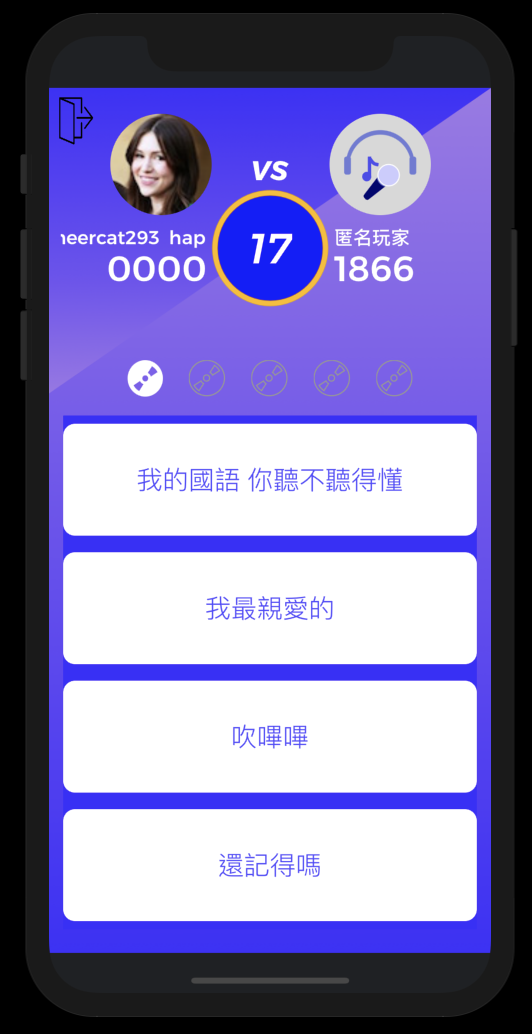 vs
neercat293 hap
匿名玩家
17
0000
1866
我的國語 你聽不聽得懂
我最親愛的
吹嗶嗶
還記得嗎